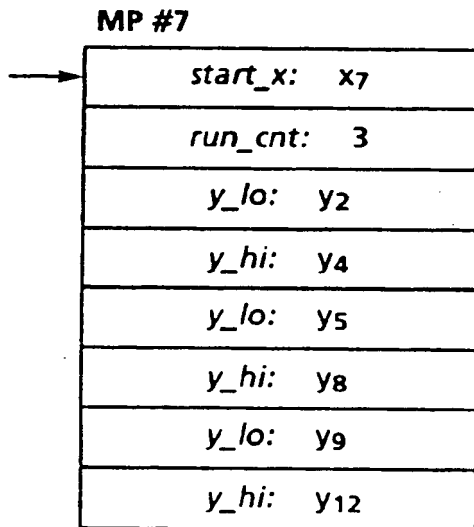 MP #7
start_x: x7
run_cnt: 3
y_lo: y2
y_hi: y4
y_lo: y5
y_hi: y8
y_lo: y9
y_hi: y12